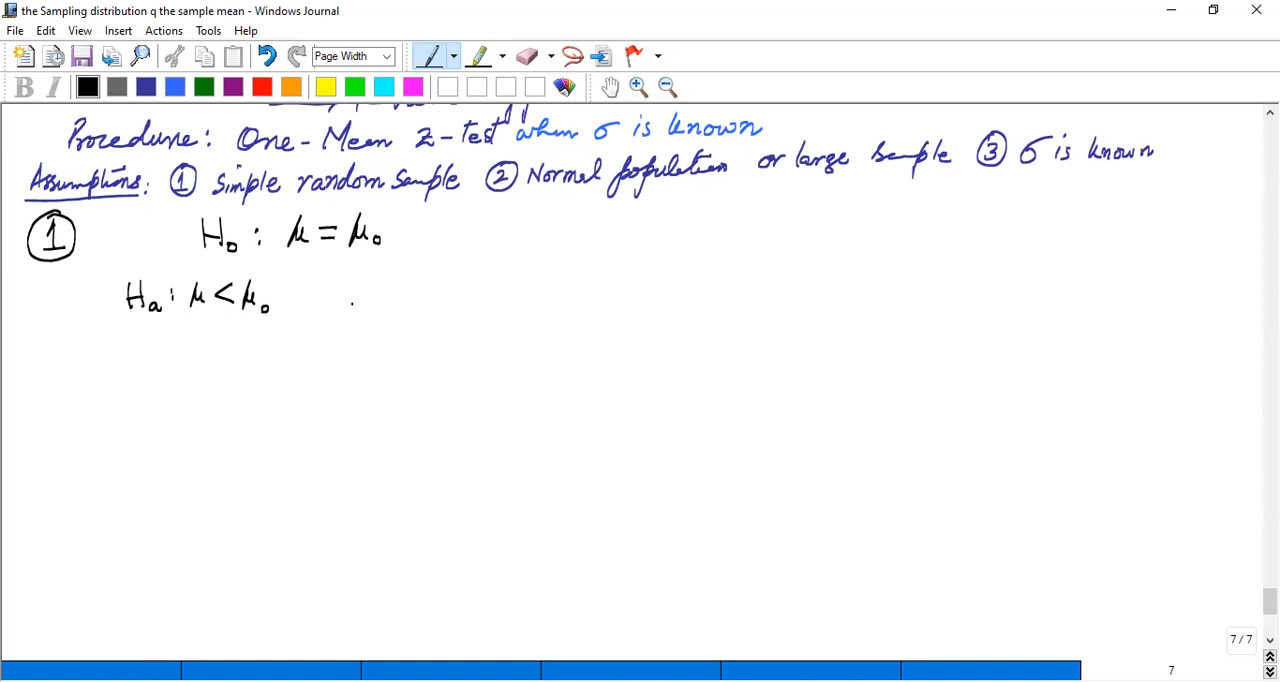 the Sampling distribution q the sample mean - Windows Journal
File Edit View Insert Actions Tools Help
Page Width
B I
Procedure: One-Mean z-test when σ is known
Assumptions: ① simple random sample ② Normal population or large sample ③ σ is known
① H₀: μ = μ₀
Hₐ: μ < μ₀
7 / 7
7